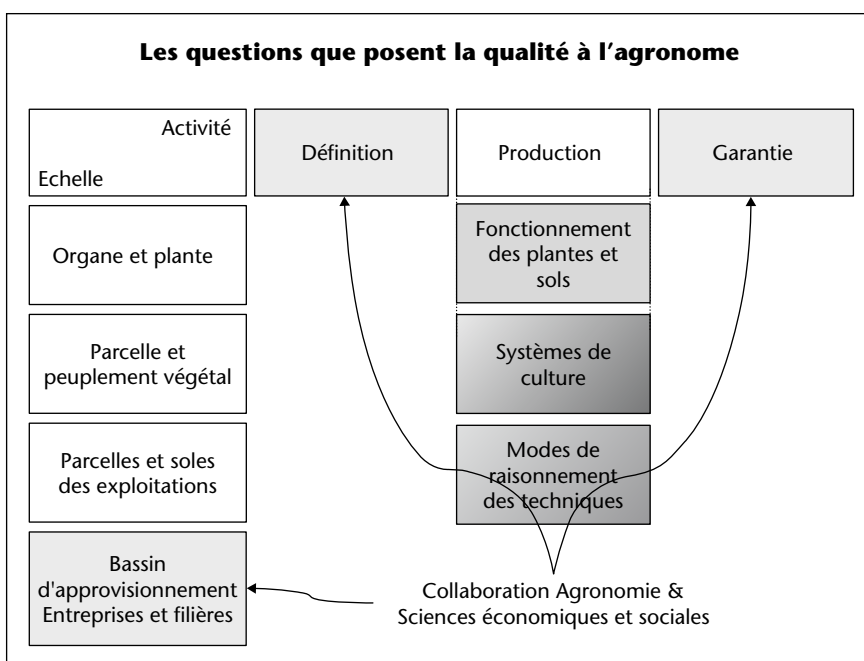 Les questions que posent la qualité à l'agronome
Activité
Echelle
Définition
Production
Garantie
Organe et plante
Fonctionnement
des plantes et
sols
Parcelle et
peuplement végétal
Systèmes de
culture
Parcelles et soles
des exploitations
Modes de
raisonnement
des techniques
Bassin
d'approvisionnement
Entreprises et filières
Collaboration Agronomie &
Sciences économiques et sociales